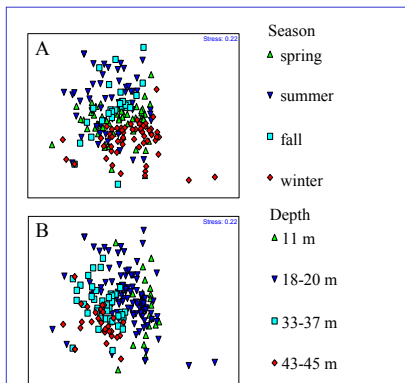 Season
A
Stress: 0.22
spring
summer
fall
winter
B
Stress: 0.22
Depth
11 m
18-20 m
33-37 m
43-45 m